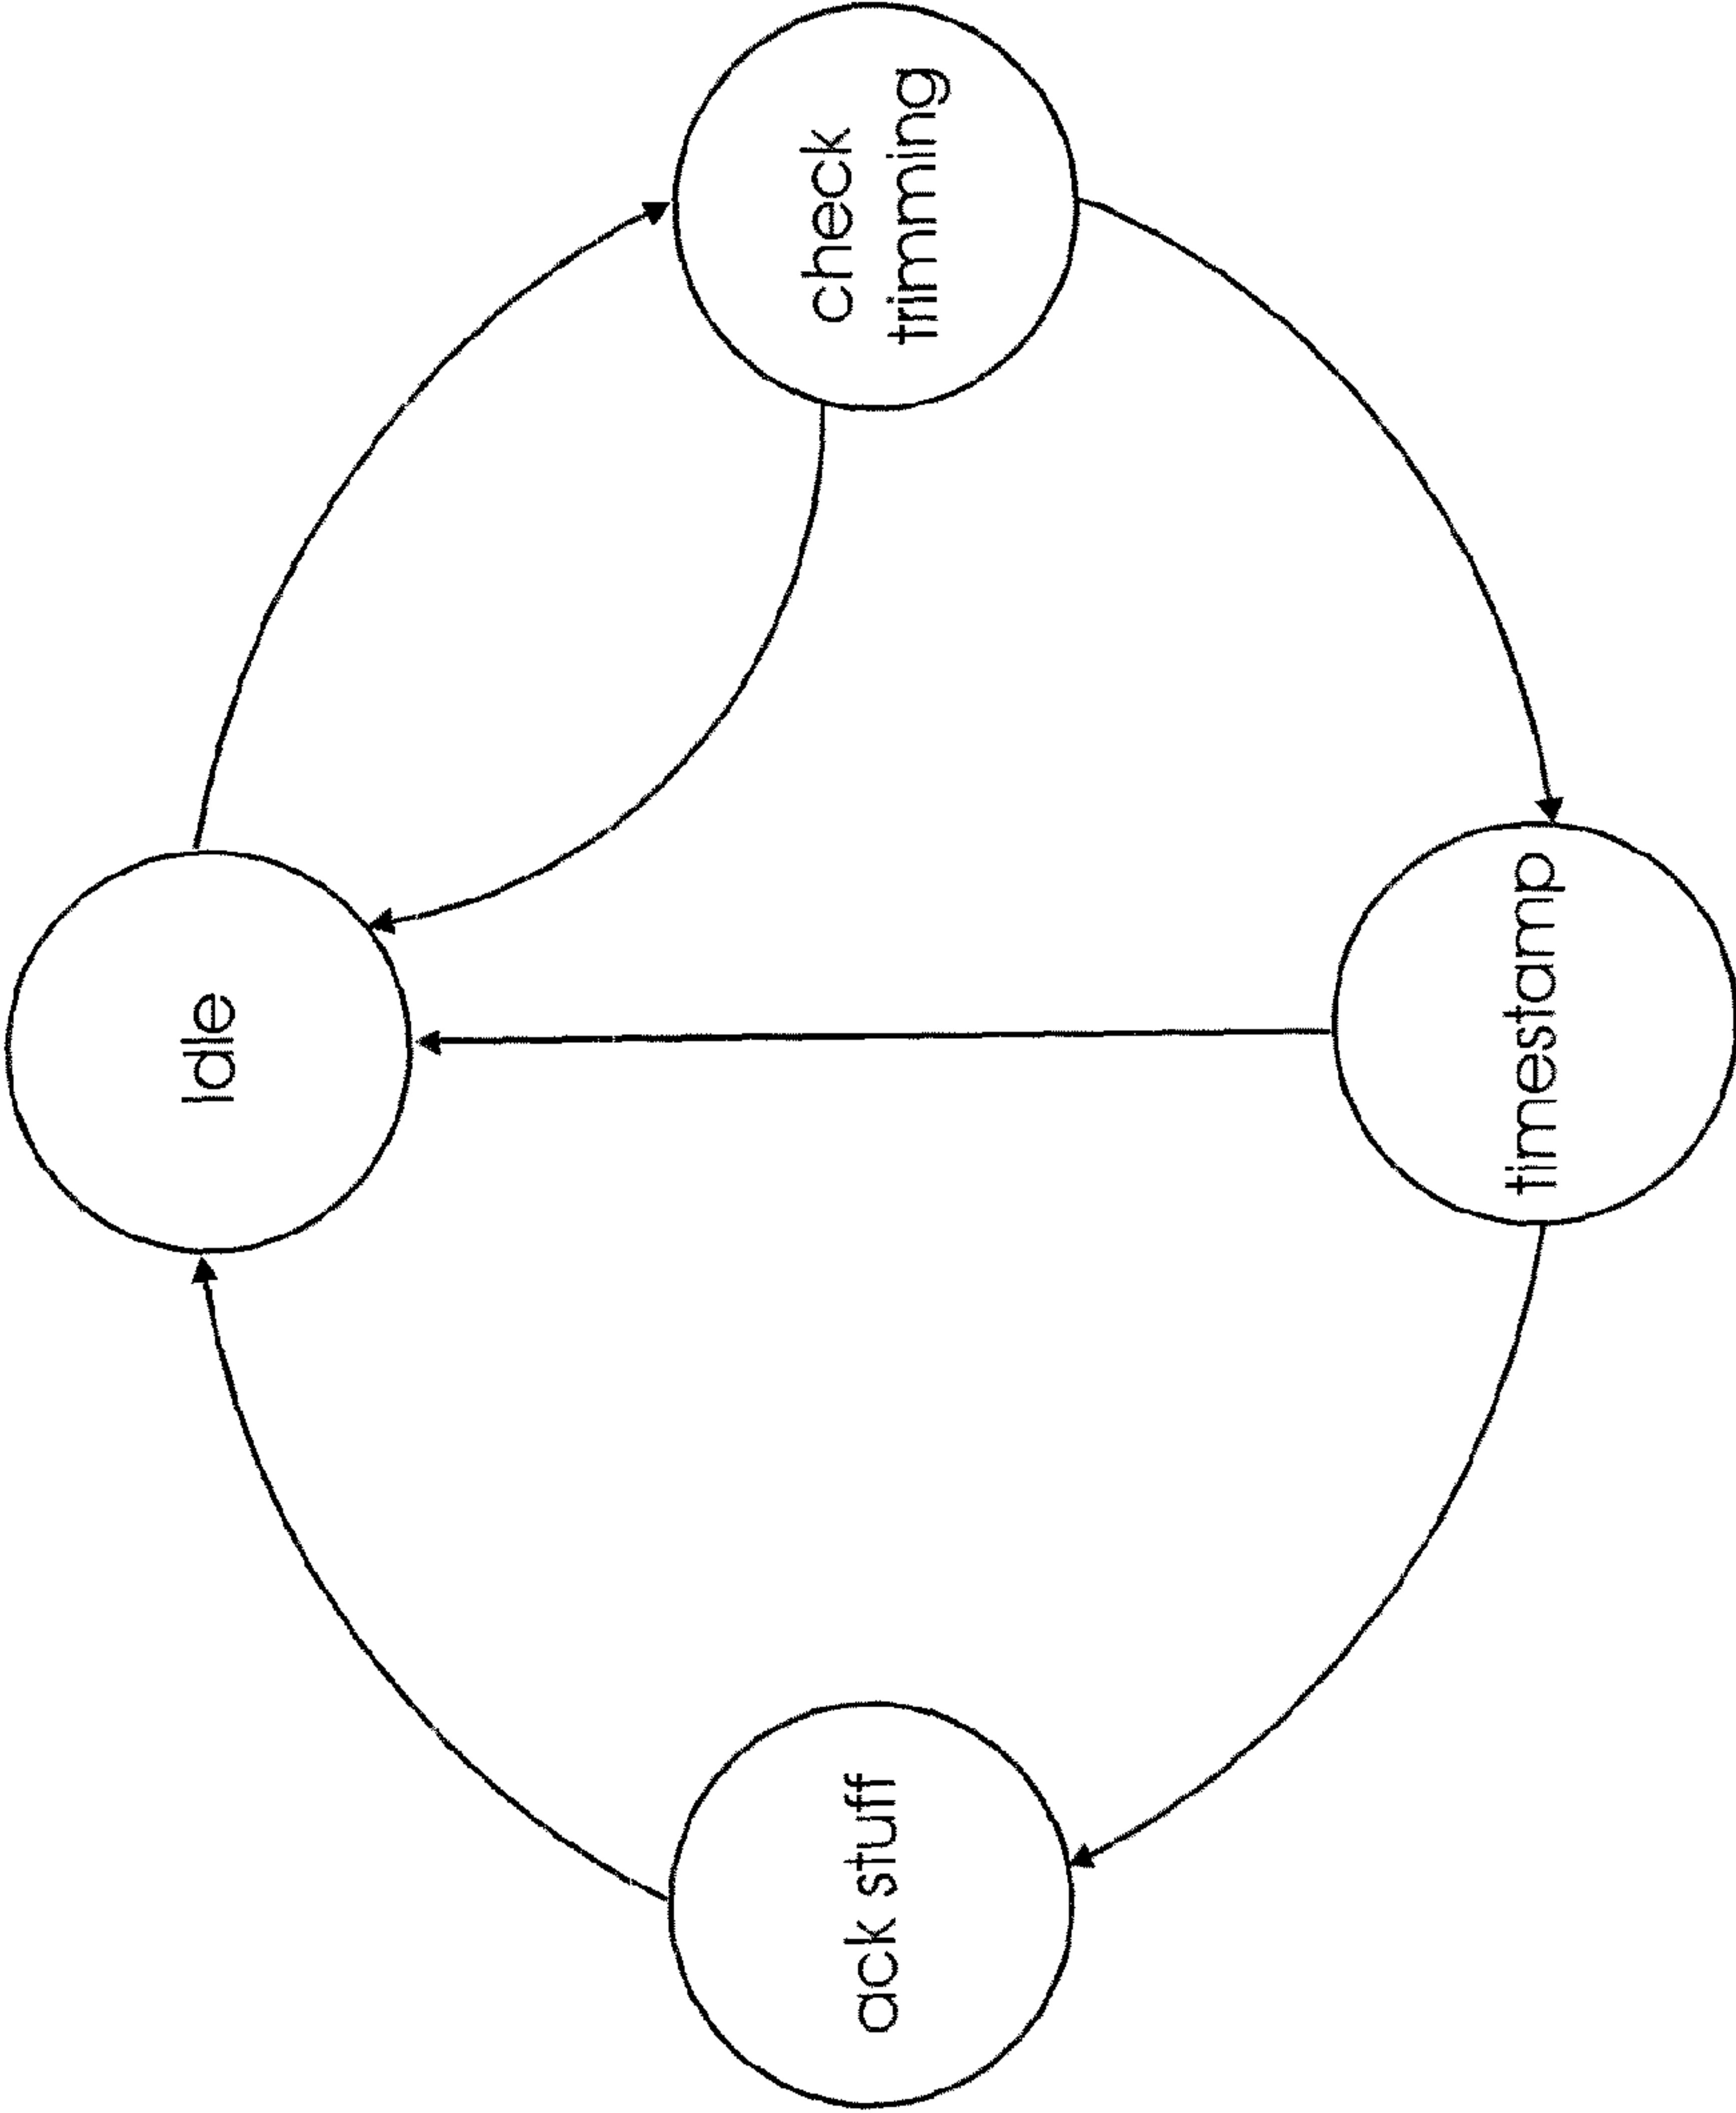 Idle
check
trimming
timestamp
ack stuff